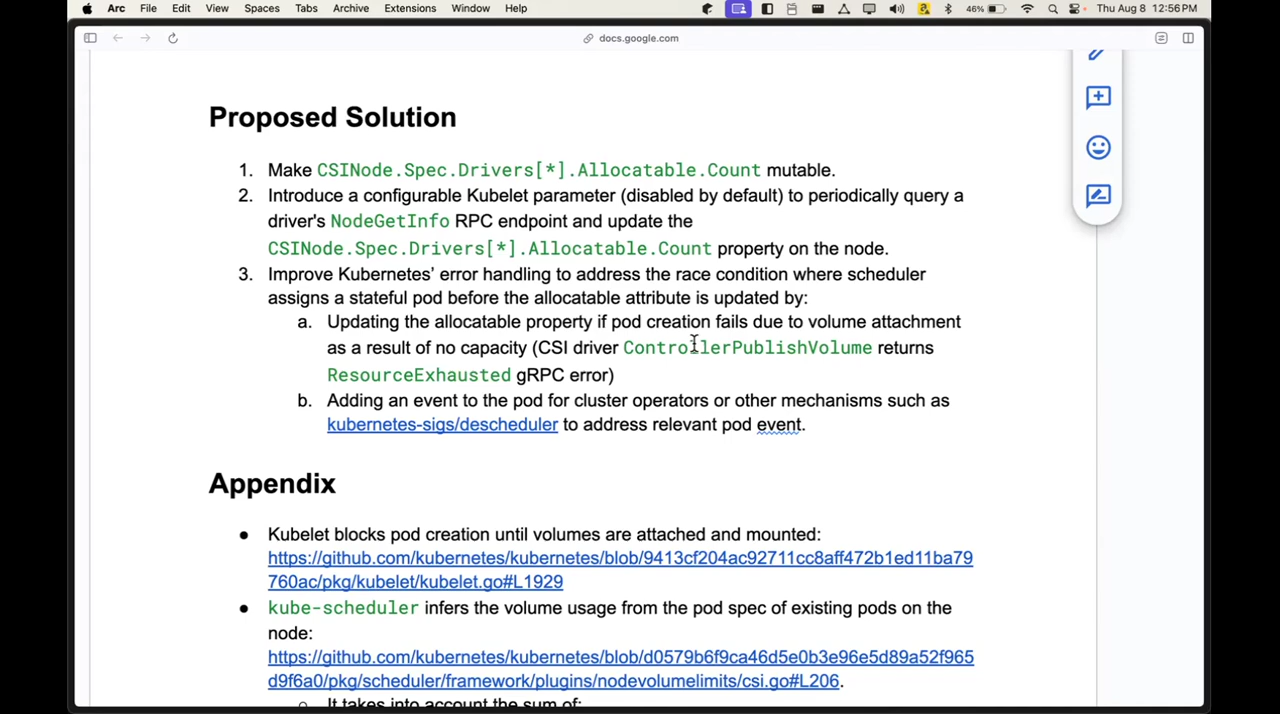 Arc File Edit View Spaces Tabs Archive Extensions Window Help 46% Thu Aug 8 12:56 PM
docs.google.com
Proposed Solution
1. Make CSINode.Spec.Drivers[*].Allocatable.Count mutable.
2. Introduce a configurable Kubelet parameter (disabled by default) to periodically query a
driver's NodeGetInfo RPC endpoint and update the
CSINode.Spec.Drivers[*].Allocatable.Count property on the node.
3. Improve Kubernetes’ error handling to address the race condition where scheduler
assigns a stateful pod before the allocatable attribute is updated by:
a. Updating the allocatable property if pod creation fails due to volume attachment
as a result of no capacity (CSI driver ControllerPublishVolume returns
ResourceExhausted gRPC error)
b. Adding an event to the pod for cluster operators or other mechanisms such as
kubernetes-sigs/descheduler to address relevant pod event.
Appendix
● Kubelet blocks pod creation until volumes are attached and mounted:
https://github.com/kubernetes/kubernetes/blob/9413cf204ac92711cc8aff472b1ed11ba79
760ac/pkg/kubelet/kubelet.go#L1929
● kube-scheduler infers the volume usage from the pod spec of existing pods on the
node:
https://github.com/kubernetes/kubernetes/blob/d0579b6f9ca46d5e0b3e96e5d89a52f965
d9f6a0/pkg/scheduler/framework/plugins/nodevolumelimits/csi.go#L206.
○ It takes into account the sum of: